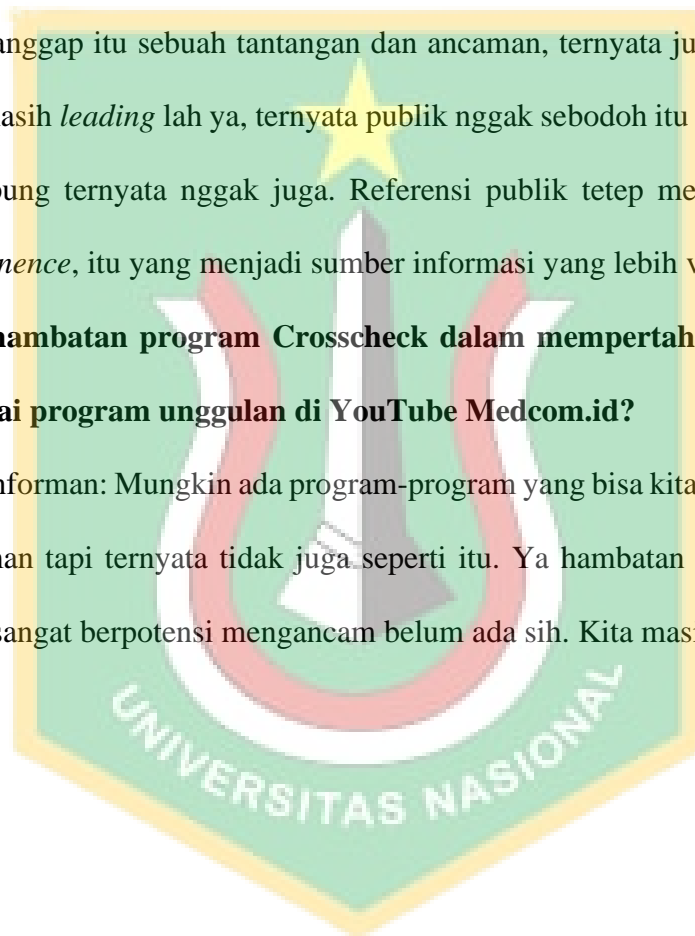 anggap itu sebuah tantangan dan ancaman, ternyata ju
asih leading lah ya, ternyata publik nggak sebodoh itu
ung ternyata nggak juga. Referensi publik tetep me
nence, itu yang menjadi sumber informasi yang lebih v
ambatan program Crosscheck dalam mempertah
ai program unggulan di YouTube Medcom.id?
nforman: Mungkin ada program-program yang bisa kita
an tapi ternyata tidak juga seperti itu. Ya hambatan
sangat berpotensi mengancam belum ada sih. Kita mas
UNIVERSITAS NASIONAL